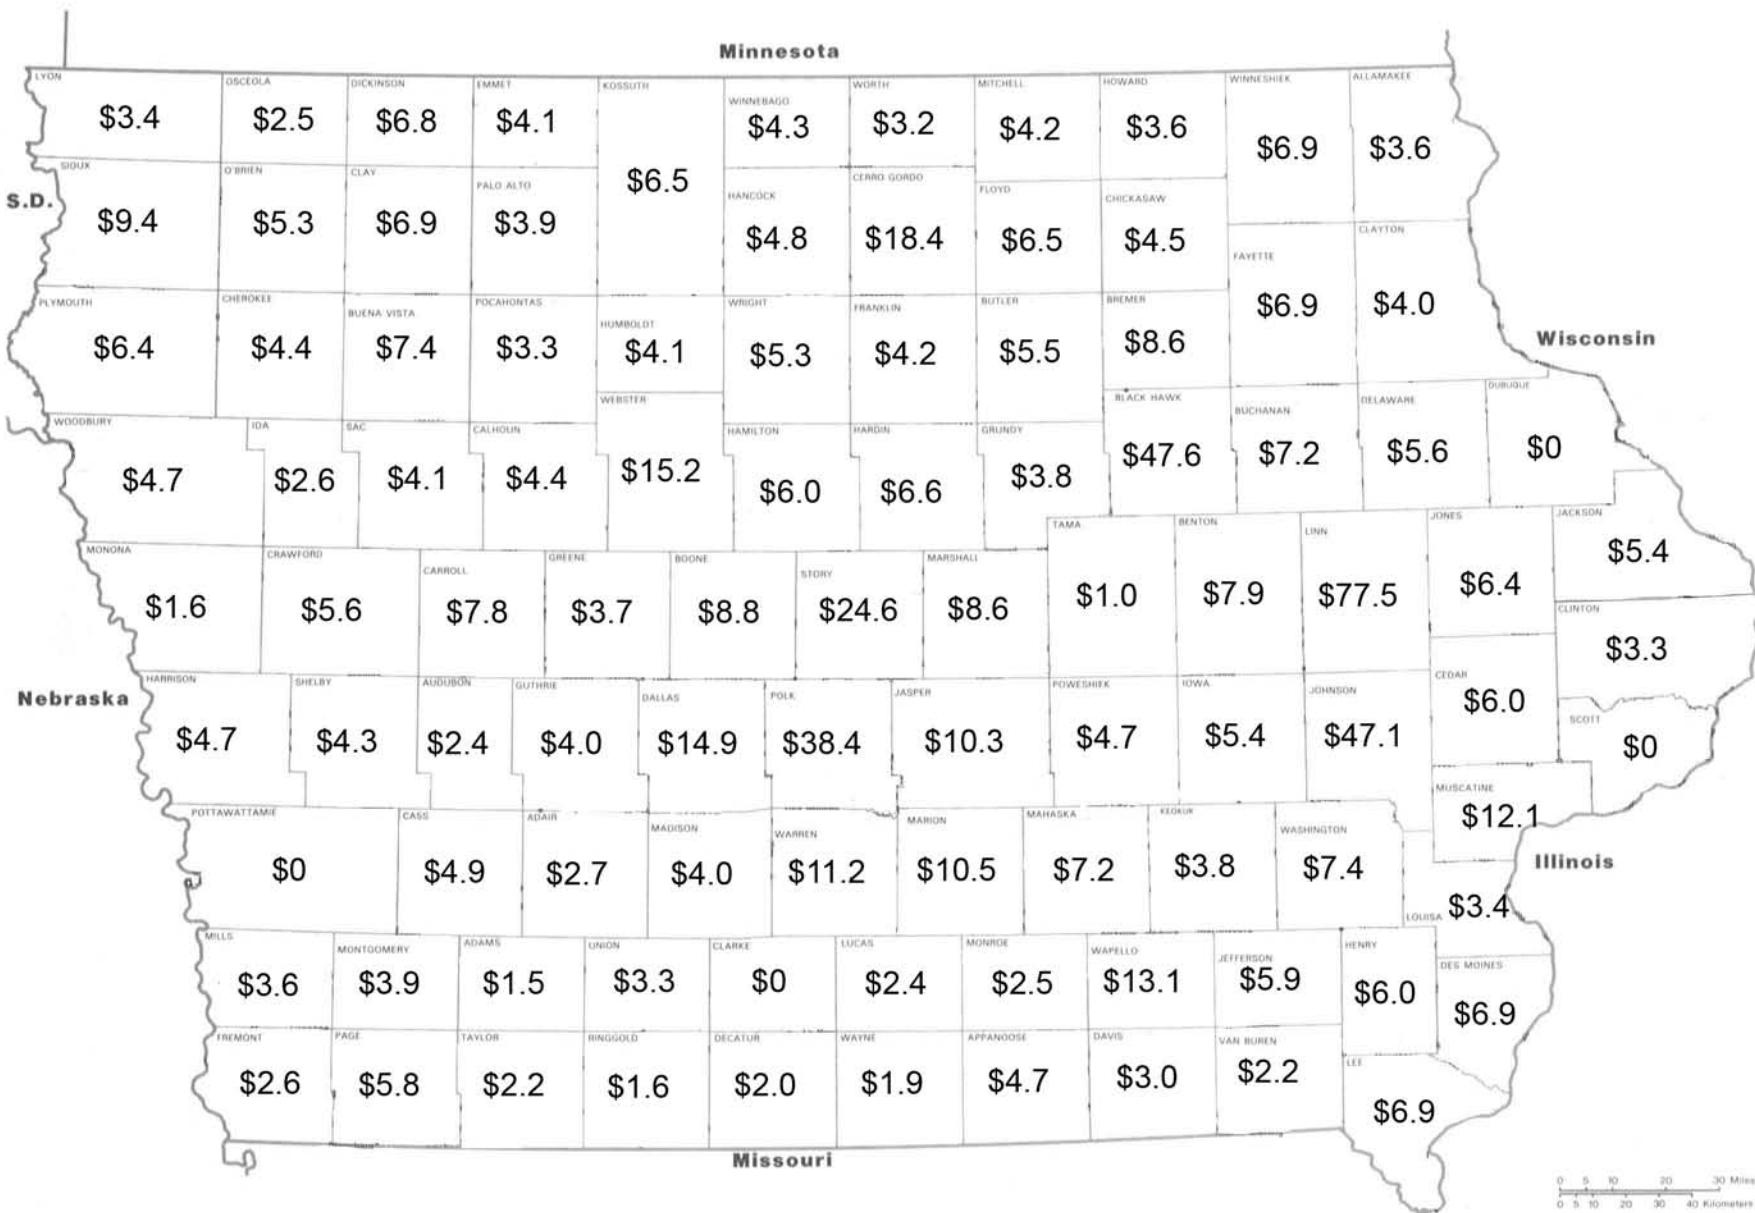 Minnesota
LYON
OSCEOLA
DICKINSON
EMMET
KOSSUTH
WINNEBAGO
WORTH
MITCHELL
HOWARD
WINNESHIEK
ALLAMAKEE
$3.4
$2.5
$6.8
$4.1
$6.5
$4.3
$3.2
$4.2
$3.6
$6.9
$3.6
S.D.
SIOUX
O'BRIEN
CLAY
PALO ALTO
HANCOCK
CERRO GORDO
FLOYD
CHICKASAW
FAYETTE
CLAYTON
$9.4
$5.3
$6.9
$3.9
$4.8
$18.4
$6.5
$4.5
$6.9
$4.0
PLYMOUTH
CHEROKEE
BUENA VISTA
POCAHONTAS
HUMBOLDT
WRIGHT
FRANKLIN
BUTLER
BREMER
$6.4
$4.4
$7.4
$3.3
$4.1
$5.3
$4.2
$5.5
$8.6
Wisconsin
WOODBURY
IDA
SAC
CALHOUN
WEBSTER
HAMILTON
HARDIN
GRUNDY
BLACK HAWK
BUCHANAN
DELAWARE
DUBUQUE
$4.7
$2.6
$4.1
$4.4
$15.2
$6.0
$6.6
$3.8
$47.6
$7.2
$5.6
$0
MONONA
CRAWFORD
CARROLL
GREENE
BOONE
STORY
MARSHALL
TAMA
BENTON
LINN
JONES
JACKSON
$1.6
$5.6
$7.8
$3.7
$8.8
$24.6
$8.6
$1.0
$7.9
$77.5
$6.4
$5.4
CLINTON
$3.3
Nebraska
HARRISON
SHELBY
AUDUBON
GUTHRIE
DALLAS
POLK
JASPER
POWESHIEK
IOWA
JOHNSON
CEDAR
SCOTT
$4.7
$4.3
$2.4
$4.0
$14.9
$38.4
$10.3
$4.7
$5.4
$47.1
$6.0
$0
POTTAWATTAMIE
CASS
ADAIR
MADISON
WARREN
MARION
MAHASKA
KEOKUK
WASHINGTON
MUSCATINE
$12.1
$0
$4.9
$2.7
$4.0
$11.2
$10.5
$7.2
$3.8
$7.4
Illinois
LOUISA
$3.4
MILLS
MONTGOMERY
ADAMS
UNION
CLARKE
LUCAS
MONROE
WAPELLO
JEFFERSON
HENRY
DES MOINES
$3.6
$3.9
$1.5
$3.3
$0
$2.4
$2.5
$13.1
$5.9
$6.0
$6.9
FREMONT
PAGE
TAYLOR
RINGGOLD
DECATUR
WAYNE
APPANOOSE
DAVIS
VAN BUREN
LEE
$2.6
$5.8
$2.2
$1.6
$2.0
$1.9
$4.7
$3.0
$2.2
$6.9
Missouri
0 5 10 20 30 Miles
0 5 10 20 30 40 Kilometers